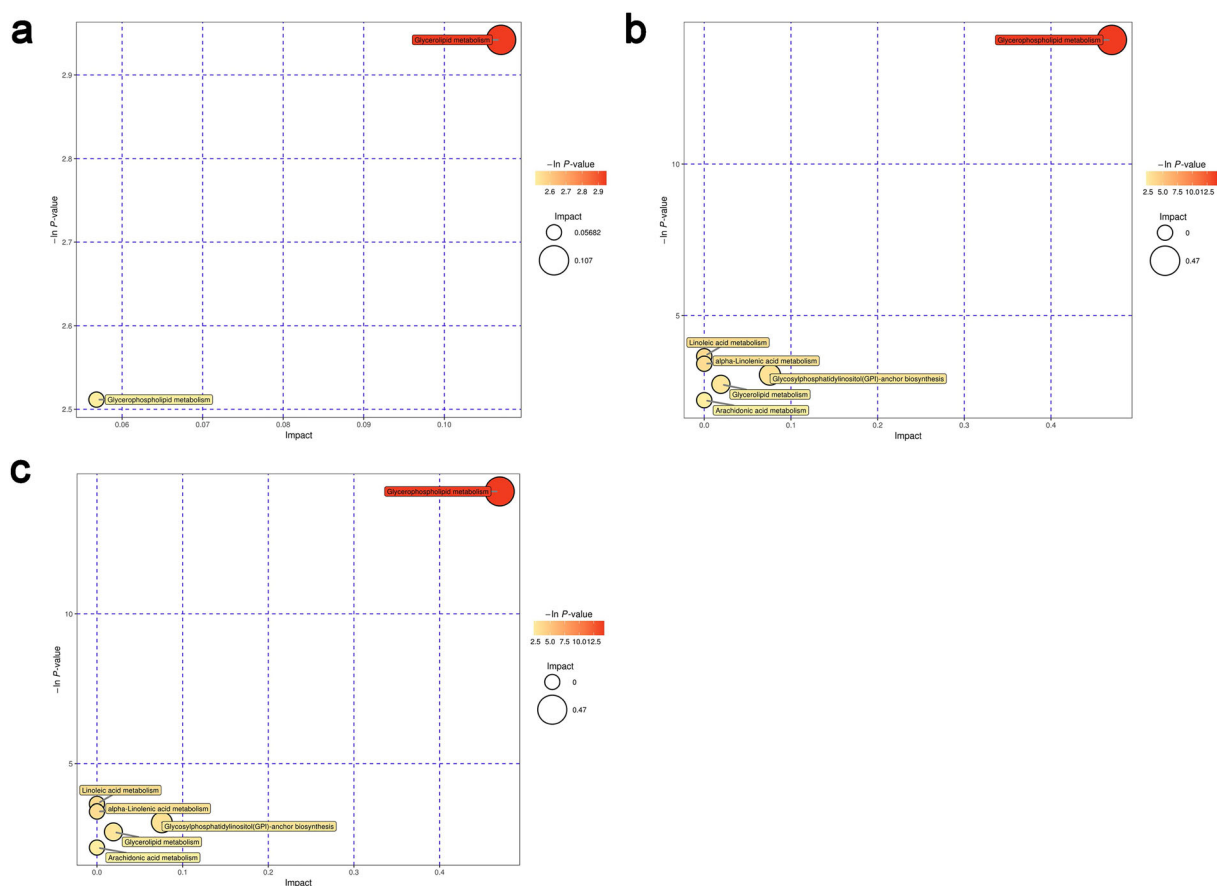 a
Glycerolipid metabolism
2.9
2.8
2.7
2.6
2.5
−ln P-value
Glycerophospholipid metabolism
0.06
0.07
0.08
0.09
0.10
Impact
−ln P-value
2.6 2.7 2.8 2.9
Impact
0.05682
0.107
b
Glycerophospholipid metabolism
10
5
−ln P-value
Linoleic acid metabolism
alpha-Linolenic acid metabolism
Glycosylphosphatidylinositol(GPI)-anchor biosynthesis
Glycerolipid metabolism
Arachidonic acid metabolism
0.0
0.1
0.2
0.3
0.4
Impact
−ln P-value
2.5 5.0 7.5 10.0 12.5
Impact
0
0.47
c
Glycerophospholipid metabolism
10
5
−ln P-value
Linoleic acid metabolism
alpha-Linolenic acid metabolism
Glycosylphosphatidylinositol(GPI)-anchor biosynthesis
Glycerolipid metabolism
Arachidonic acid metabolism
0.0
0.1
0.2
0.3
0.4
Impact
−ln P-value
2.5 5.0 7.5 10.0 12.5
Impact
0
0.47